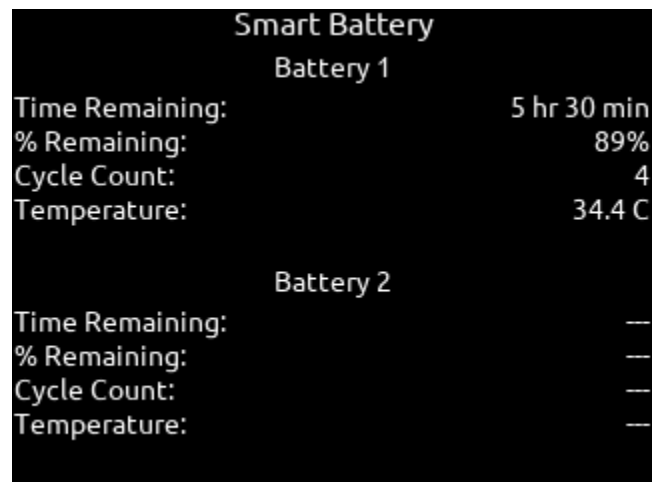 Smart Battery
Battery 1
Time Remaining: 5 hr 30 min
% Remaining: 89%
Cycle Count: 4
Temperature: 34.4 C
Battery 2
Time Remaining: ---
% Remaining: ---
Cycle Count: ---
Temperature: ---